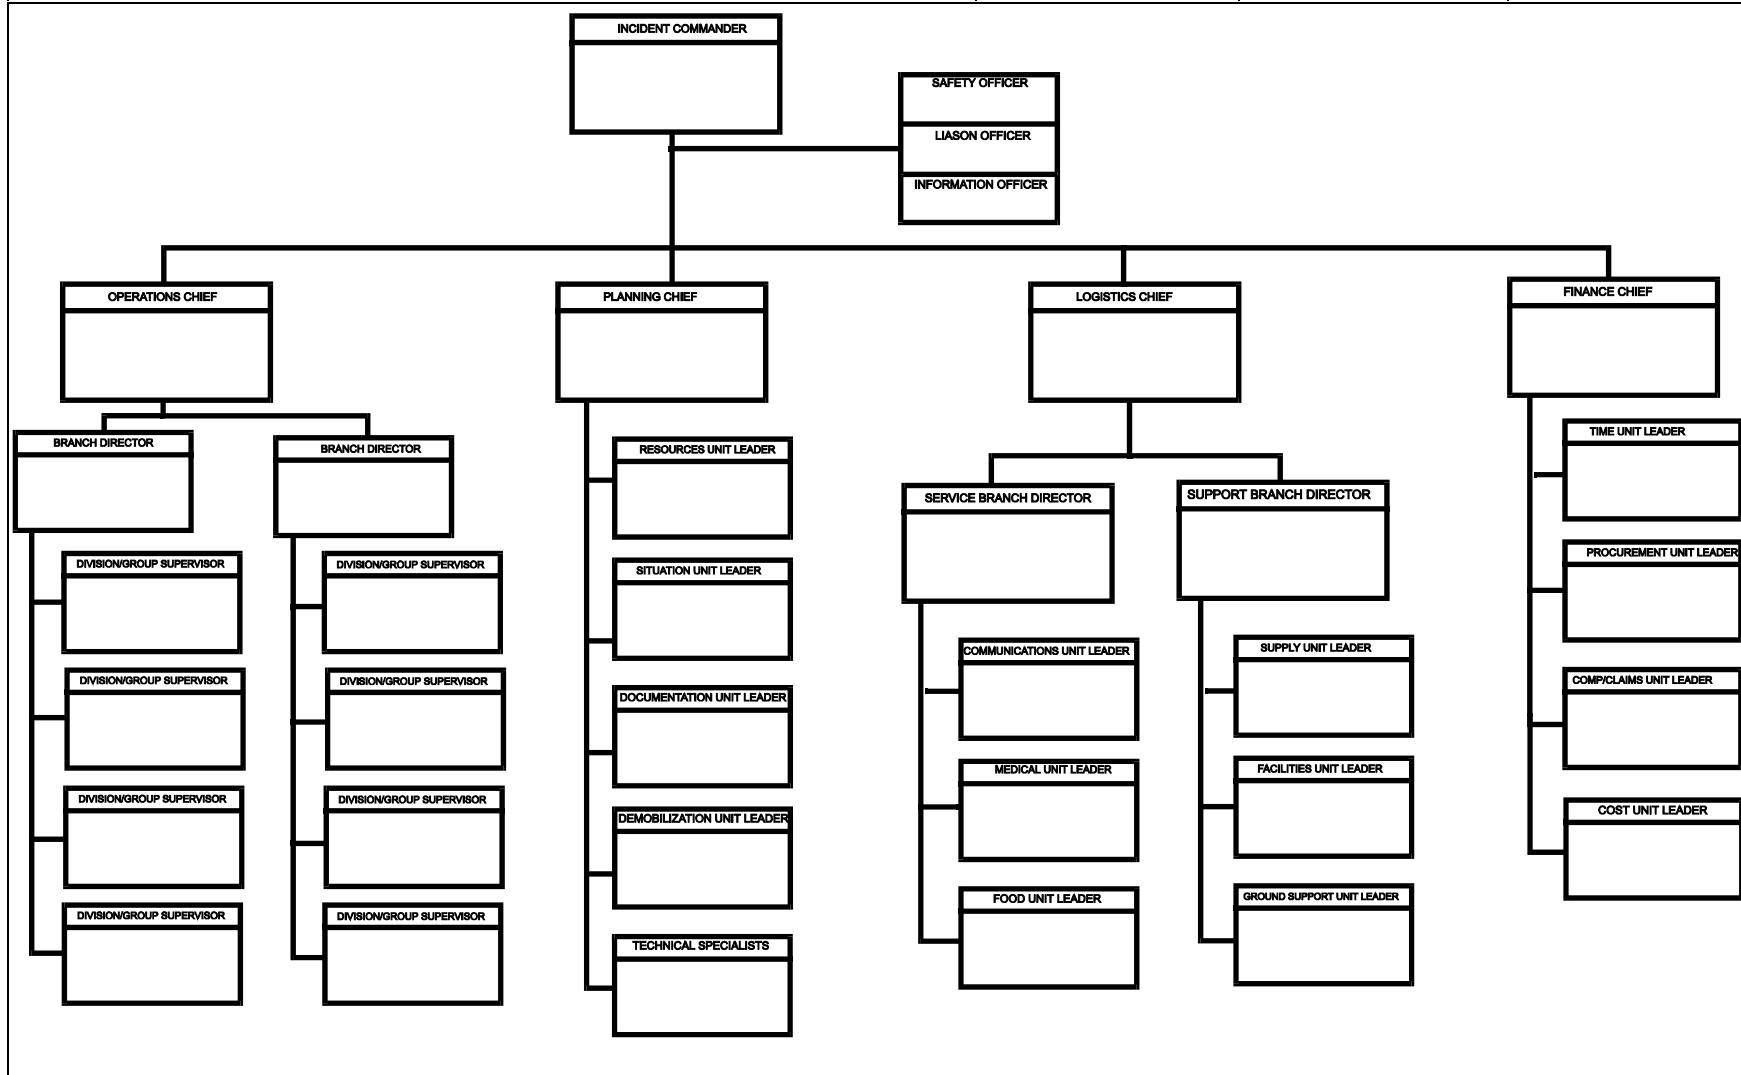 INCIDENT COMMANDER
SAFETY OFFICER
LIASON OFFICER
INFORMATION OFFICER
OPERATIONS CHIEF
PLANNING CHIEF
LOGISTICS CHIEF
FINANCE CHIEF
BRANCH DIRECTOR
BRANCH DIRECTOR
DIVISION/GROUP SUPERVISOR
DIVISION/GROUP SUPERVISOR
DIVISION/GROUP SUPERVISOR
DIVISION/GROUP SUPERVISOR
DIVISION/GROUP SUPERVISOR
DIVISION/GROUP SUPERVISOR
DIVISION/GROUP SUPERVISOR
DIVISION/GROUP SUPERVISOR
RESOURCES UNIT LEADER
SITUATION UNIT LEADER
DOCUMENTATION UNIT LEADER
DEMOBILIZATION UNIT LEADER
TECHNICAL SPECIALISTS
SERVICE BRANCH DIRECTOR
SUPPORT BRANCH DIRECTOR
COMMUNICATIONS UNIT LEADER
MEDICAL UNIT LEADER
FOOD UNIT LEADER
SUPPLY UNIT LEADER
FACILITIES UNIT LEADER
GROUND SUPPORT UNIT LEADER
TIME UNIT LEADER
PROCUREMENT UNIT LEADER
COMP/CLAIMS UNIT LEADER
COST UNIT LEADER